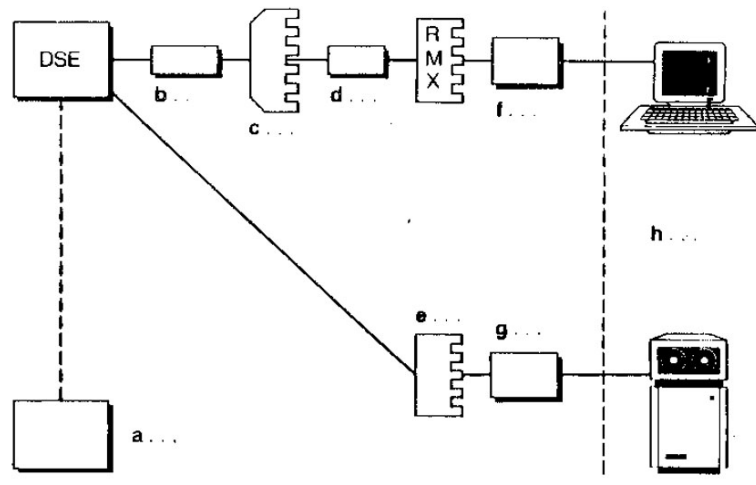 DSE
R
M
X
b . . .
d . . .
f . . .
c . . .
h . . .
e . . .
g . . .
a . . .